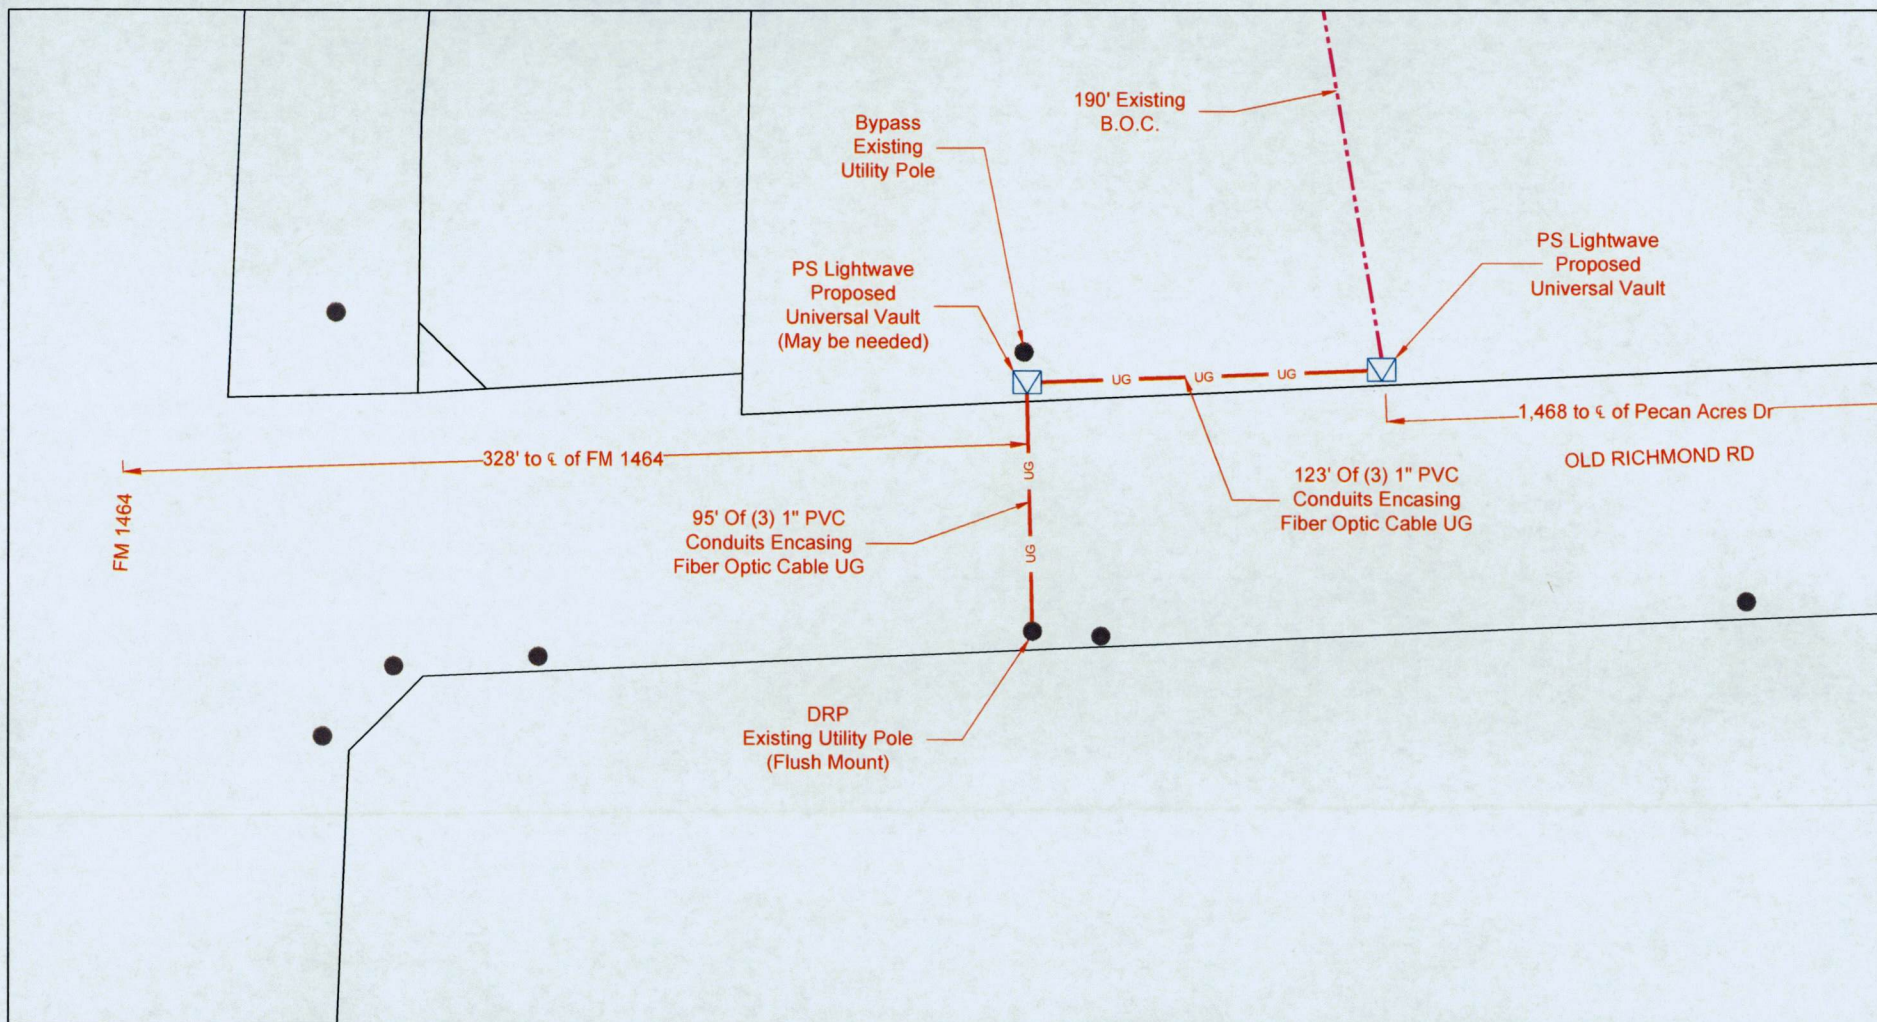 190' Existing
B.O.C.
Bypass
Existing
Utility Pole
PS Lightwave
Proposed
Universal Vault
PS Lightwave
Proposed
Universal Vault
(May be needed)
UG UG UG
1,468 to ℄ of Pecan Acres Dr
328' to ℄ of FM 1464
OLD RICHMOND RD
UG
123' Of (3) 1" PVC
Conduits Encasing
Fiber Optic Cable UG
FM 1464
95' Of (3) 1" PVC
Conduits Encasing
Fiber Optic Cable UG
UG
DRP
Existing Utility Pole
(Flush Mount)